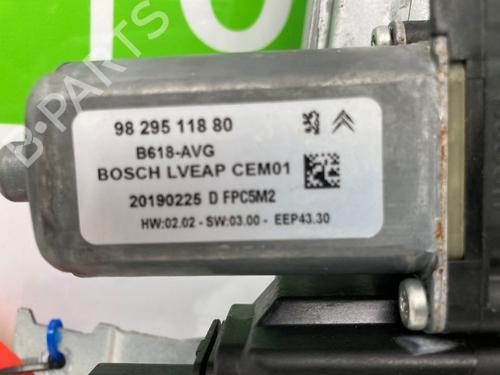 B-PARTS
98 295 118 80
B618-AVG
BOSCH LVEAP CEM01
20190225 D FPC5M2
HW:02.02 - SW:03.00 - EEP43.30